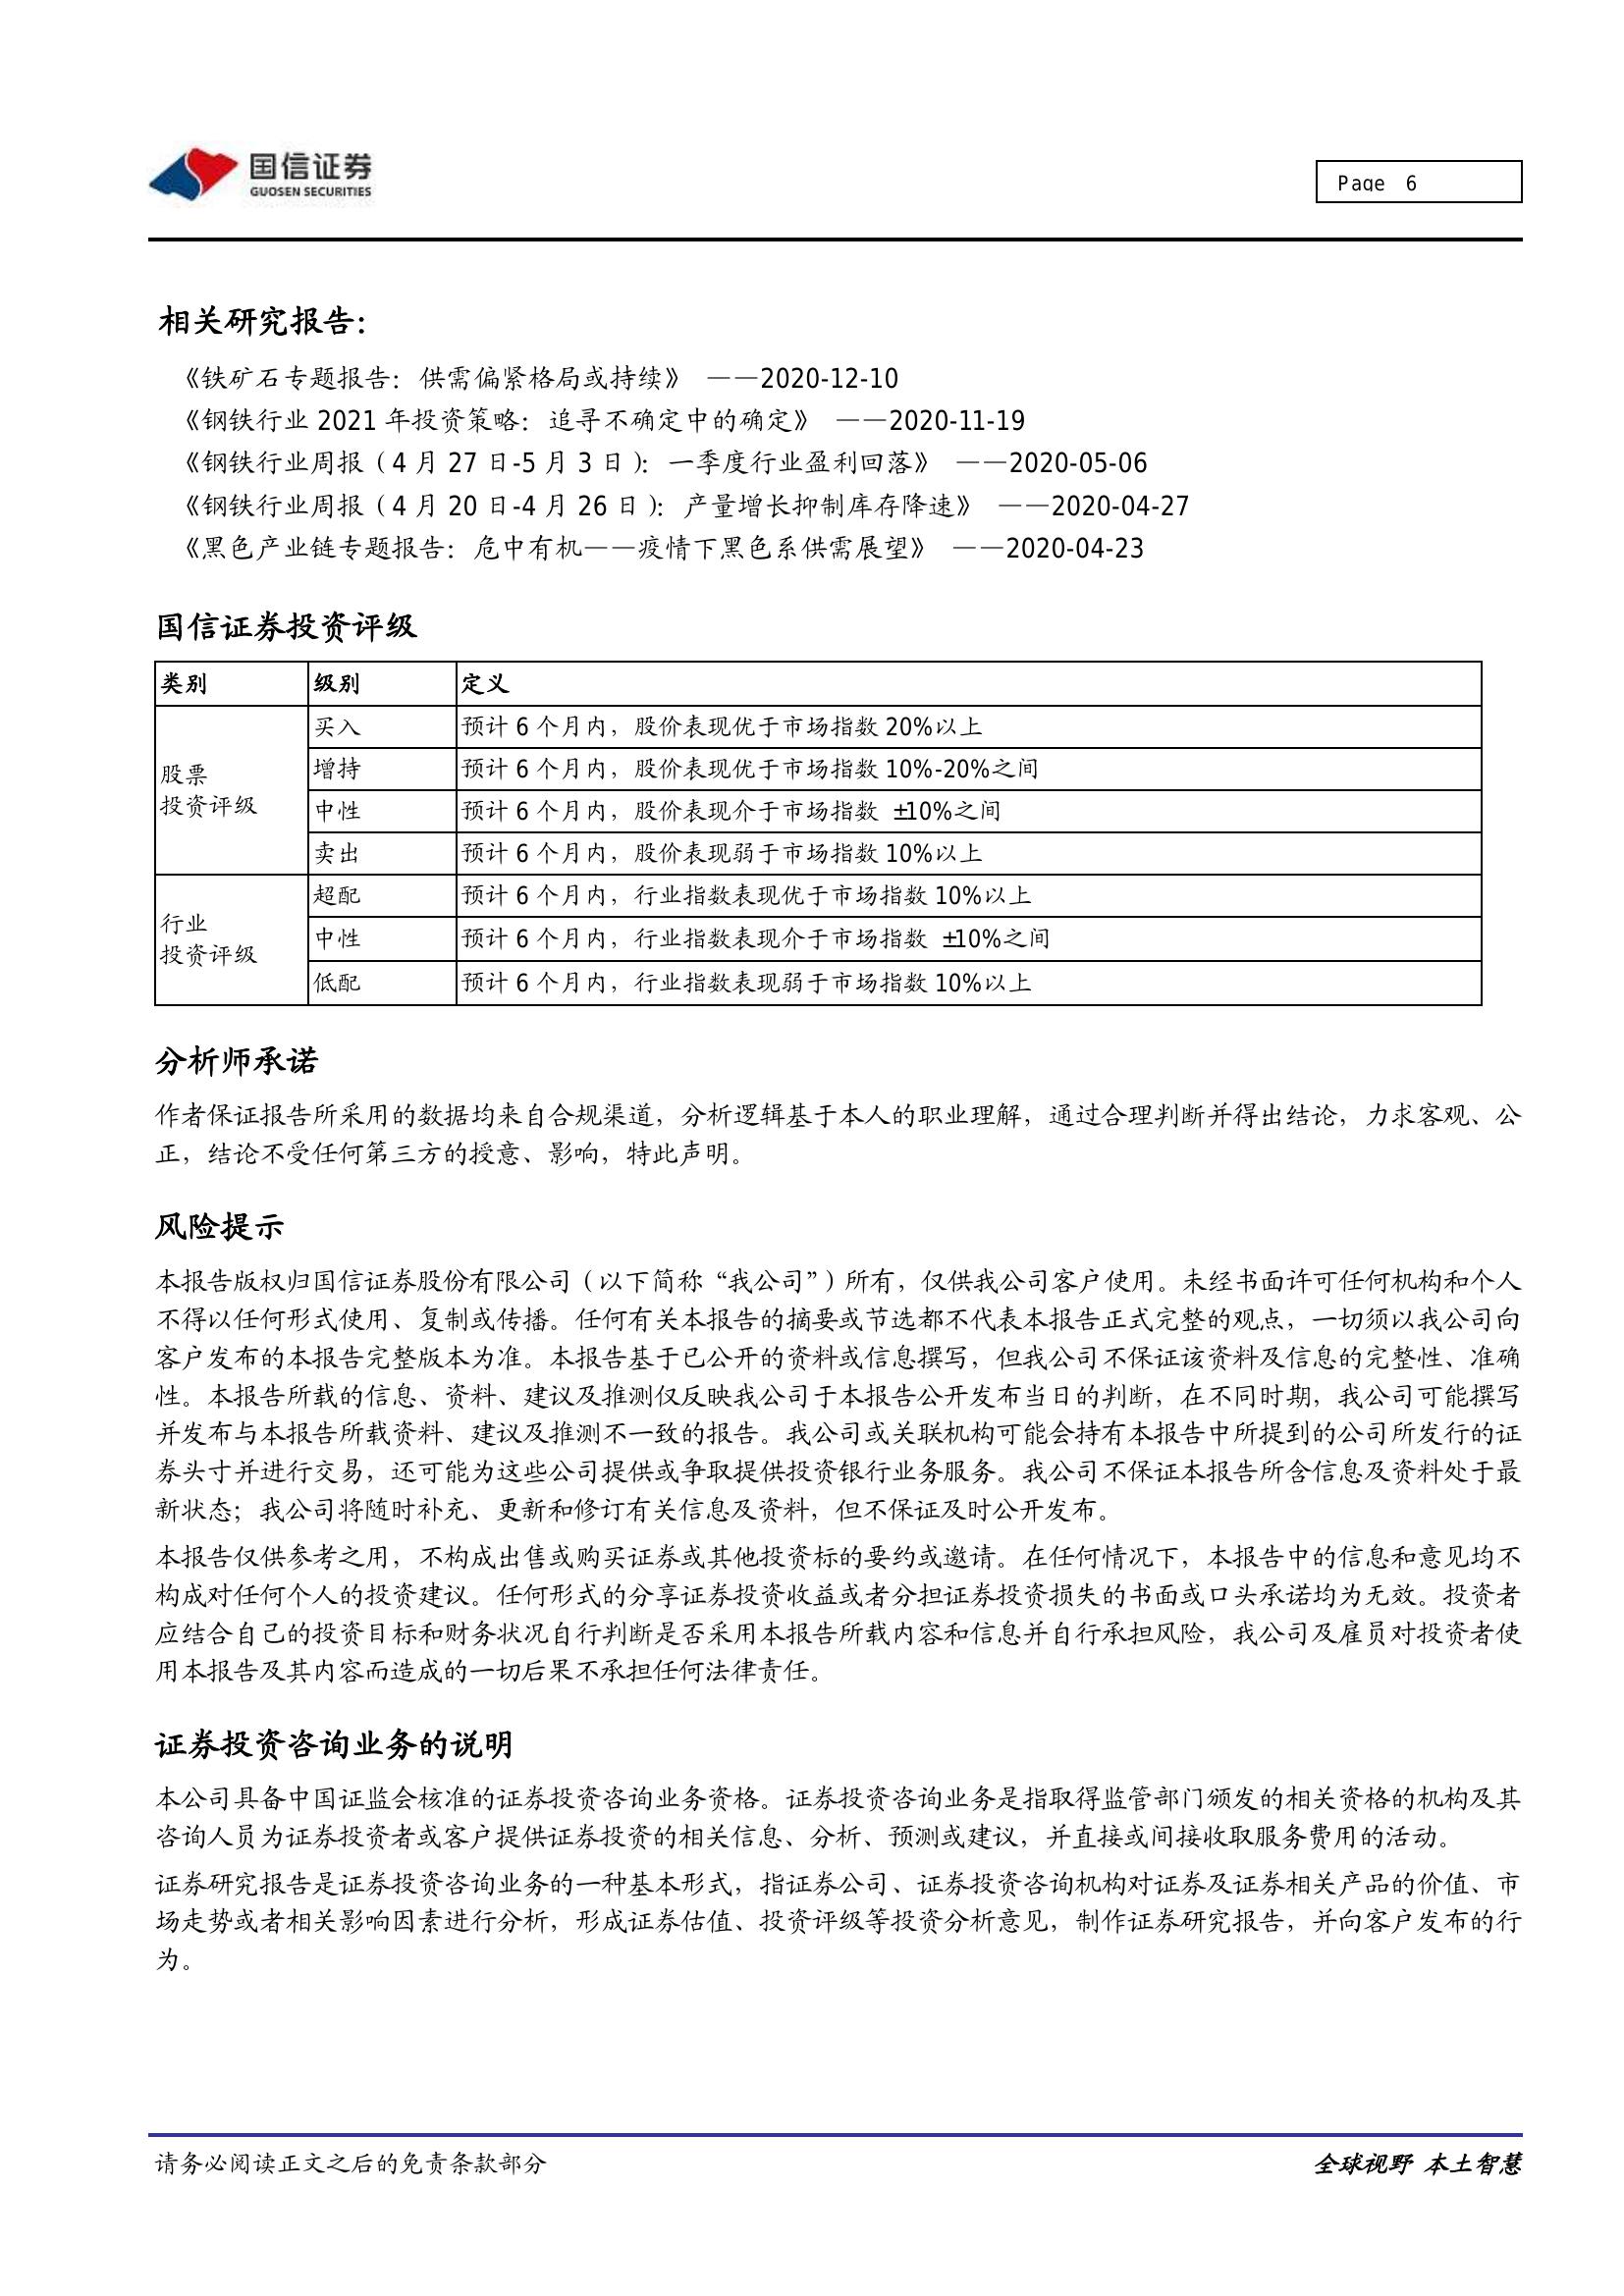 国信证券
GUOSEN SECURITIES
Page 6
相关研究报告：
《铁矿石专题报告：供需偏紧格局或持续》 ——2020-12-10
《钢铁行业 2021 年投资策略：追寻不确定中的确定》 ——2020-11-19
《钢铁行业周报（4 月 27 日-5 月 3 日）：一季度行业盈利回落》 ——2020-05-06
《钢铁行业周报（4 月 20 日-4 月 26 日）：产量增长抑制库存降速》 ——2020-04-27
《黑色产业链专题报告：危中有机——疫情下黑色系供需展望》 ——2020-04-23
国信证券投资评级
类别 级别 定义
股票
投资评级
买入 预计 6 个月内，股价表现优于市场指数 20%以上
增持 预计 6 个月内，股价表现优于市场指数 10%-20%之间
中性 预计 6 个月内，股价表现介于市场指数 ±10%之间
卖出 预计 6 个月内，股价表现弱于市场指数 10%以上
行业
投资评级
超配 预计 6 个月内，行业指数表现优于市场指数 10%以上
中性 预计 6 个月内，行业指数表现介于市场指数 ±10%之间
低配 预计 6 个月内，行业指数表现弱于市场指数 10%以上
分析师承诺
作者保证报告所采用的数据均来自合规渠道，分析逻辑基于本人的职业理解，通过合理判断并得出结论，力求客观、公
正，结论不受任何第三方的授意、影响，特此声明。
风险提示
本报告版权归国信证券股份有限公司（以下简称“我公司”）所有，仅供我公司客户使用。未经书面许可任何机构和个人
不得以任何形式使用、复制或传播。任何有关本报告的摘要或节选都不代表本报告正式完整的观点，一切须以我公司向
客户发布的本报告完整版本为准。本报告基于已公开的资料或信息撰写，但我公司不保证该资料及信息的完整性、准确
性。本报告所载的信息、资料、建议及推测仅反映我公司于本报告公开发布当日的判断，在不同时期，我公司可能撰写
并发布与本报告所载资料、建议及推测不一致的报告。我公司或关联机构可能会持有本报告中所提到的公司所发行的证
券头寸并进行交易，还可能为这些公司提供或争取提供投资银行业务服务。我公司不保证本报告所含信息及资料处于最
新状态；我公司将随时补充、更新和修订有关信息及资料，但不保证及时公开发布。
本报告仅供参考之用，不构成出售或购买证券或其他投资标的要约或邀请。在任何情况下，本报告中的信息和意见均不
构成对任何个人的投资建议。任何形式的分享证券投资收益或者分担证券投资损失的书面或口头承诺均为无效。投资者
应结合自己的投资目标和财务状况自行判断是否采用本报告所载内容和信息并自行承担风险，我公司及雇员对投资者使
用本报告及其内容而造成的一切后果不承担任何法律责任。
证券投资咨询业务的说明
本公司具备中国证监会核准的证券投资咨询业务资格。证券投资咨询业务是指取得监管部门颁发的相关资格的机构及其
咨询人员为证券投资者或客户提供证券投资的相关信息、分析、预测或建议，并直接或间接收取服务费用的活动。
证券研究报告是证券投资咨询业务的一种基本形式，指证券公司、证券投资咨询机构对证券及证券相关产品的价值、市
场走势或者相关影响因素进行分析，形成证券估值、投资评级等投资分析意见，制作证券研究报告，并向客户发布的行
为。
请务必阅读正文之后的免责条款部分 全球视野 本土智慧